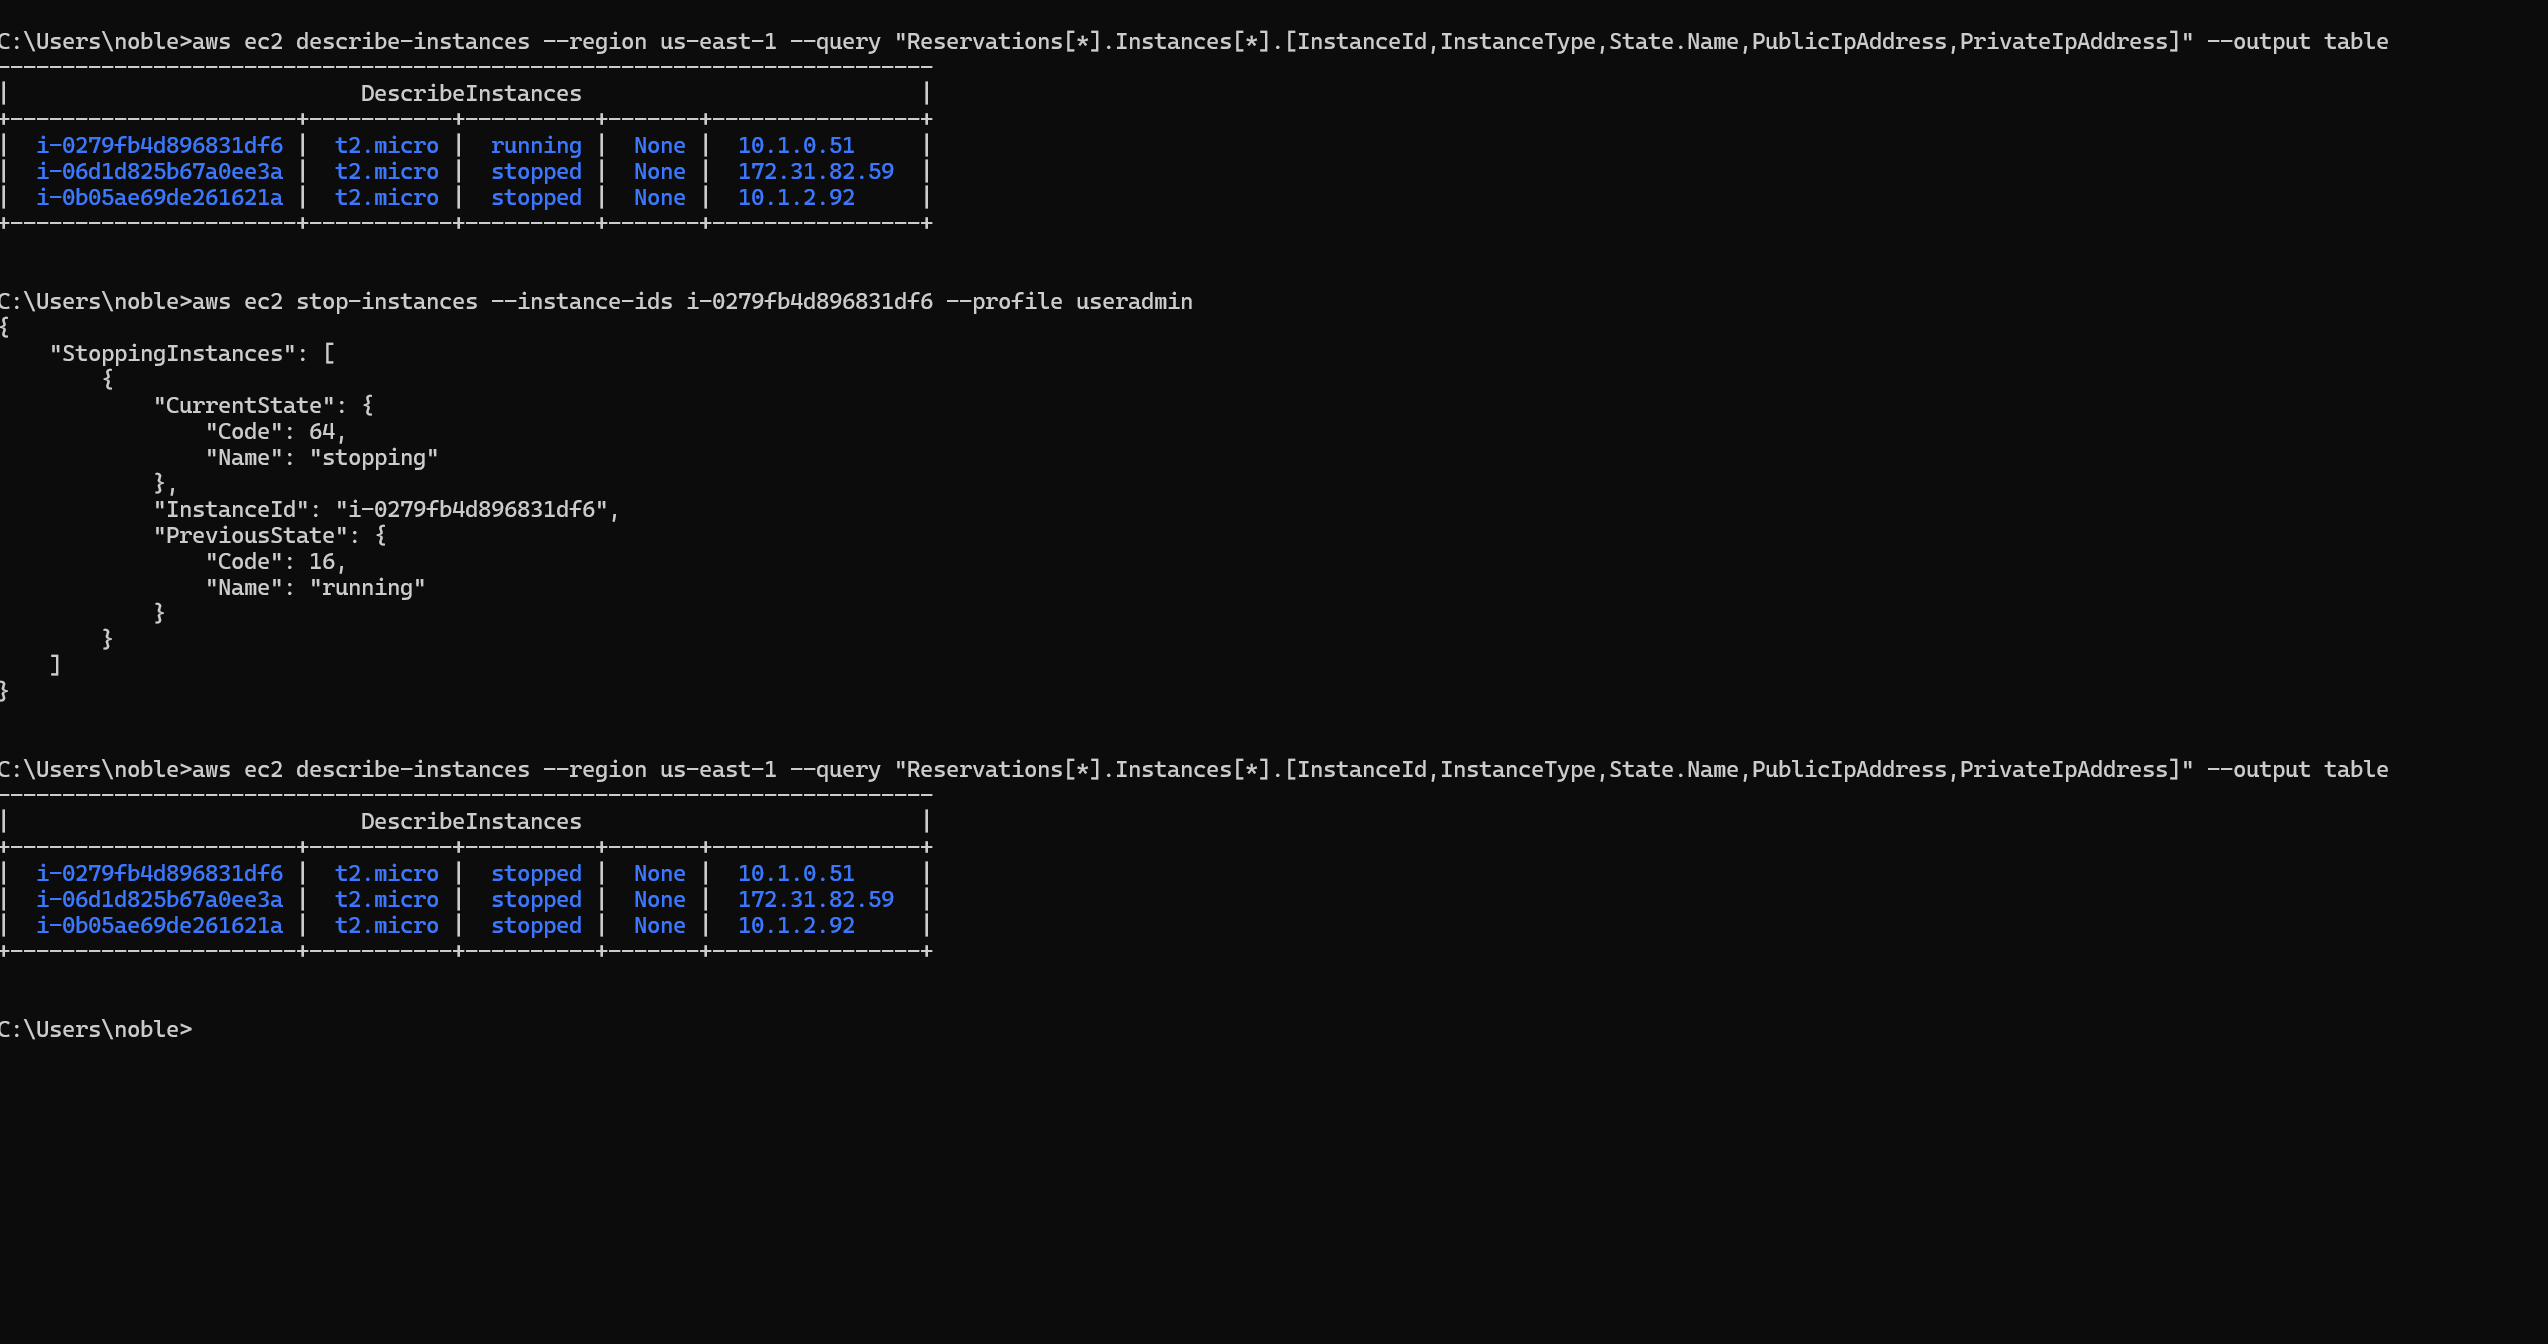 C:\Users\noble>aws ec2 describe-instances --region us-east-1 --query "Reservations[*].Instances[*].[InstanceId,InstanceType,State.Name,PublicIpAddress,PrivateIpAddress]" --output table
------------------------------------------------------------------------
|                           DescribeInstances                          |
+----------------------+-----------+----------+-------+----------------+
|  i-0279fb4d896831df6 |  t2.micro |  running |  None |  10.1.0.51     |
|  i-06d1d825b67a0ee3a |  t2.micro |  stopped |  None |  172.31.82.59  |
|  i-0b05ae69de261621a |  t2.micro |  stopped |  None |  10.1.2.92     |
+----------------------+-----------+----------+-------+----------------+
C:\Users\noble>aws ec2 stop-instances --instance-ids i-0279fb4d896831df6 --profile useradmin
{
    "StoppingInstances": [
        {
            "CurrentState": {
                "Code": 64,
                "Name": "stopping"
            },
            "InstanceId": "i-0279fb4d896831df6",
            "PreviousState": {
                "Code": 16,
                "Name": "running"
            }
        }
    ]
}
C:\Users\noble>aws ec2 describe-instances --region us-east-1 --query "Reservations[*].Instances[*].[InstanceId,InstanceType,State.Name,PublicIpAddress,PrivateIpAddress]" --output table
------------------------------------------------------------------------
|                           DescribeInstances                          |
+----------------------+-----------+----------+-------+----------------+
|  i-0279fb4d896831df6 |  t2.micro |  stopped |  None |  10.1.0.51     |
|  i-06d1d825b67a0ee3a |  t2.micro |  stopped |  None |  172.31.82.59  |
|  i-0b05ae69de261621a |  t2.micro |  stopped |  None |  10.1.2.92     |
+----------------------+-----------+----------+-------+----------------+
C:\Users\noble>